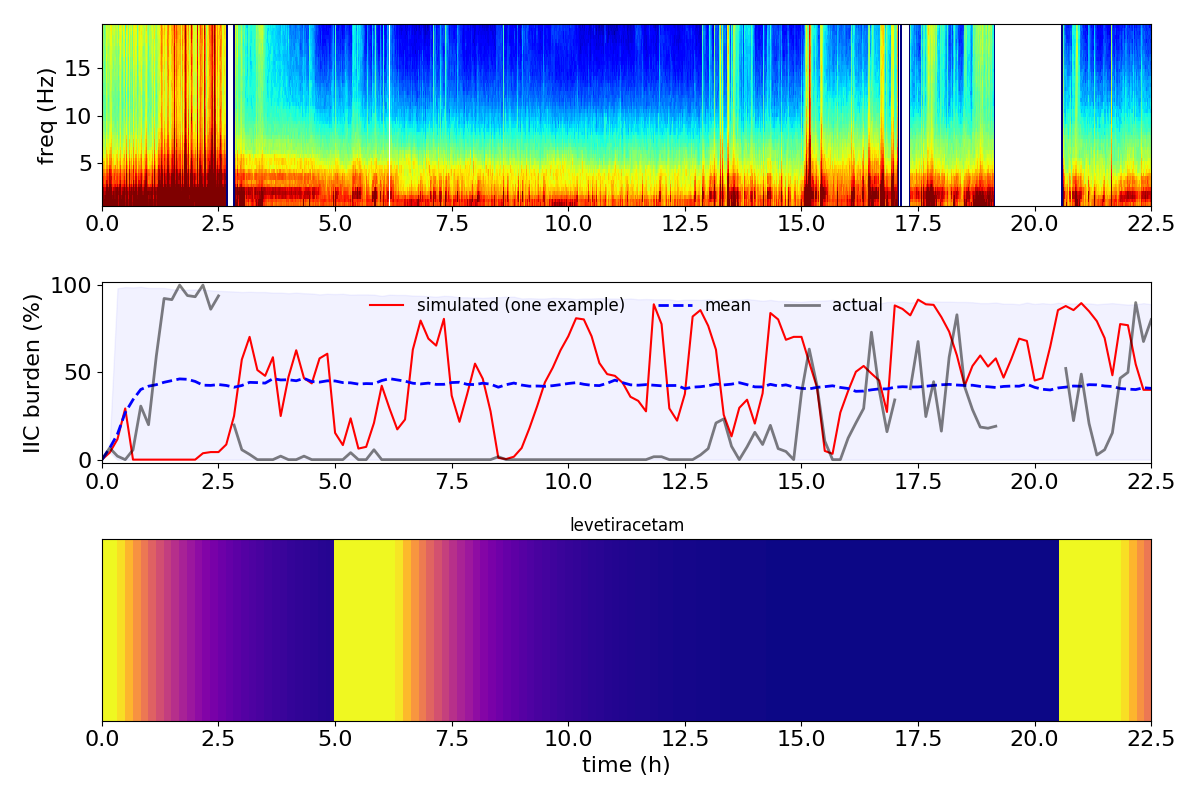 freq (Hz)
15
10
5
0.0 2.5 5.0 7.5 10.0 12.5 15.0 17.5 20.0 22.5
IIC burden (%)
100
50
0
simulated (one example) mean actual
0.0 2.5 5.0 7.5 10.0 12.5 15.0 17.5 20.0 22.5
levetiracetam
0.0 2.5 5.0 7.5 10.0 12.5 15.0 17.5 20.0 22.5
time (h)